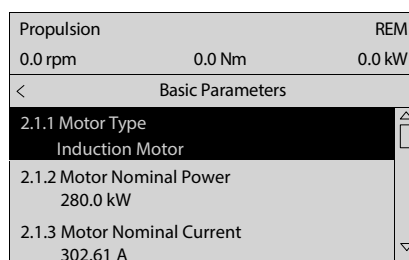 Propulsion REM
0.0 rpm 0.0 Nm 0.0 kW
< Basic Parameters
2.1.1 Motor Type
Induction Motor
2.1.2 Motor Nominal Power
280.0 kW
2.1.3 Motor Nominal Current
302.61 A